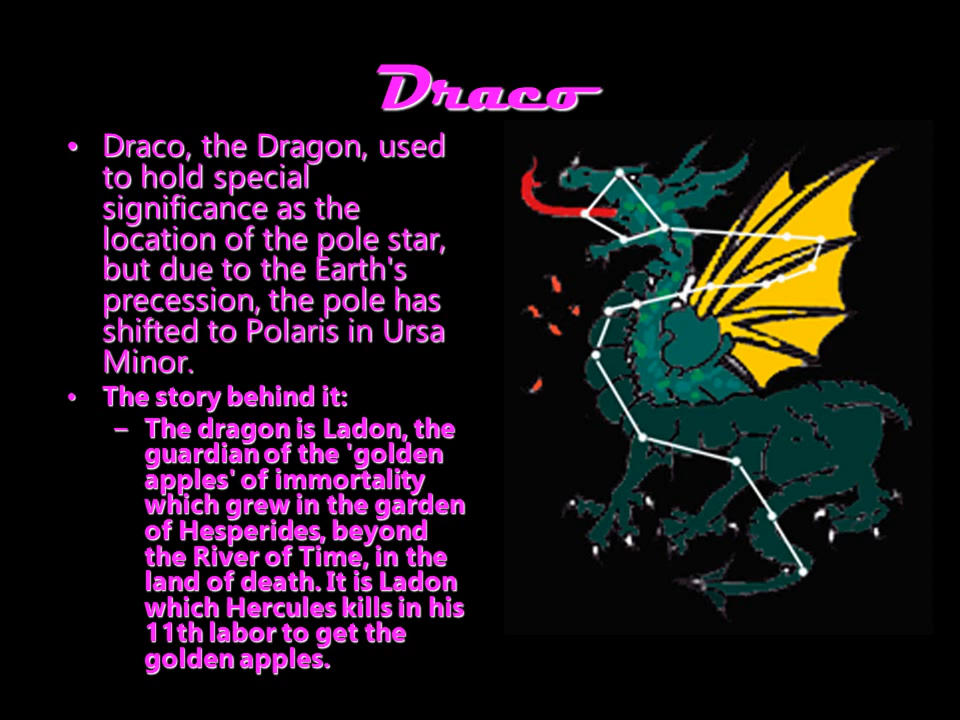 Draco
• Draco, the Dragon, used
to hold special
significance as the
location of the pole star,
but due to the Earth's
precession, the pole has
shifted to Polaris in Ursa
Minor.
• The story behind it:
– The dragon is Ladon, the
guardian of the 'golden
apples' of immortality
which grew in the garden
of Hesperides, beyond
the River of Time, in the
land of death. It is Ladon
which Hercules kills in his
11th labor to get the
golden apples.